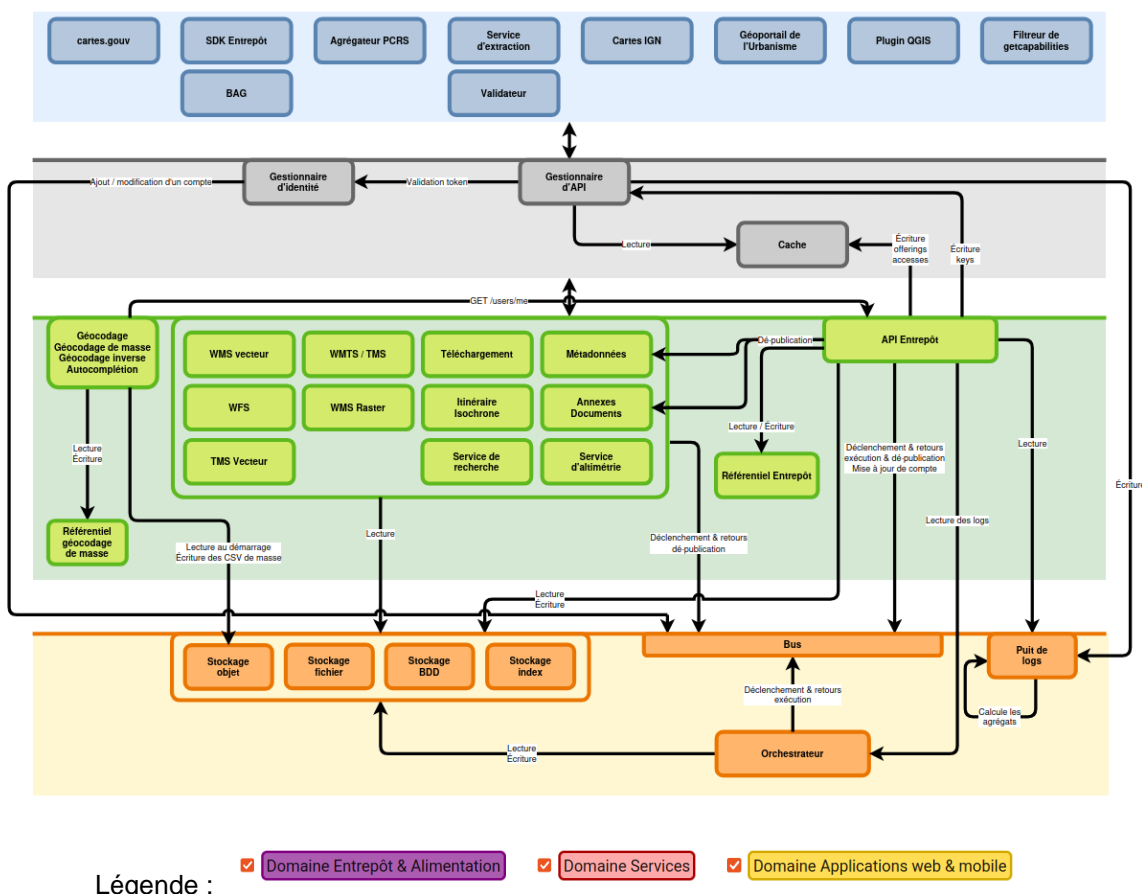 cartes.gouv
SDK Entrepôt
Agrégateur PCRS
Service
d'extraction
Cartes IGN
Géoportail de
l'Urbanisme
Plugin QGIS
Filtreur de
getcapabilities
BAG
Validateur
Ajout / modification d'un compte
Gestionnaire
d'identité
Validation token
Gestionnaire
d'API
Lecture
Cache
Écriture
offerings
accesses
Écriture
keys
GET /users/me
Géocodage
Géocodage de masse
Géocodage inverse
Autocomplétion
WMS vecteur
WMTS / TMS
Téléchargement
Métadonnées
Dé-publication
API Entrepôt
WFS
WMS Raster
Itinéraire
Isochrone
Annexes
Documents
Lecture / Écriture
Lecture
Écriture
TMS Vecteur
Service de
recherche
Service
d'altimétrie
Référentiel Entrepôt
Déclenchement & retours
exécution & dé-publication
Mise à jour de compte
Lecture
Écriture
Référentiel
géocodage
de masse
Lecture au démarrage
Écriture des CSV de masse
Lecture
Déclenchement & retours
dé-publication
Lecture des logs
Lecture
Écriture
Stockage
objet
Stockage
fichier
Stockage
BDD
Stockage
index
Bus
Puit de
logs
Déclenchement & retours
exécution
Calcule les
agrégats
Lecture
Écriture
Orchestrateur
Légende :
Domaine Entrepôt & Alimentation
Domaine Services
Domaine Applications web & mobile